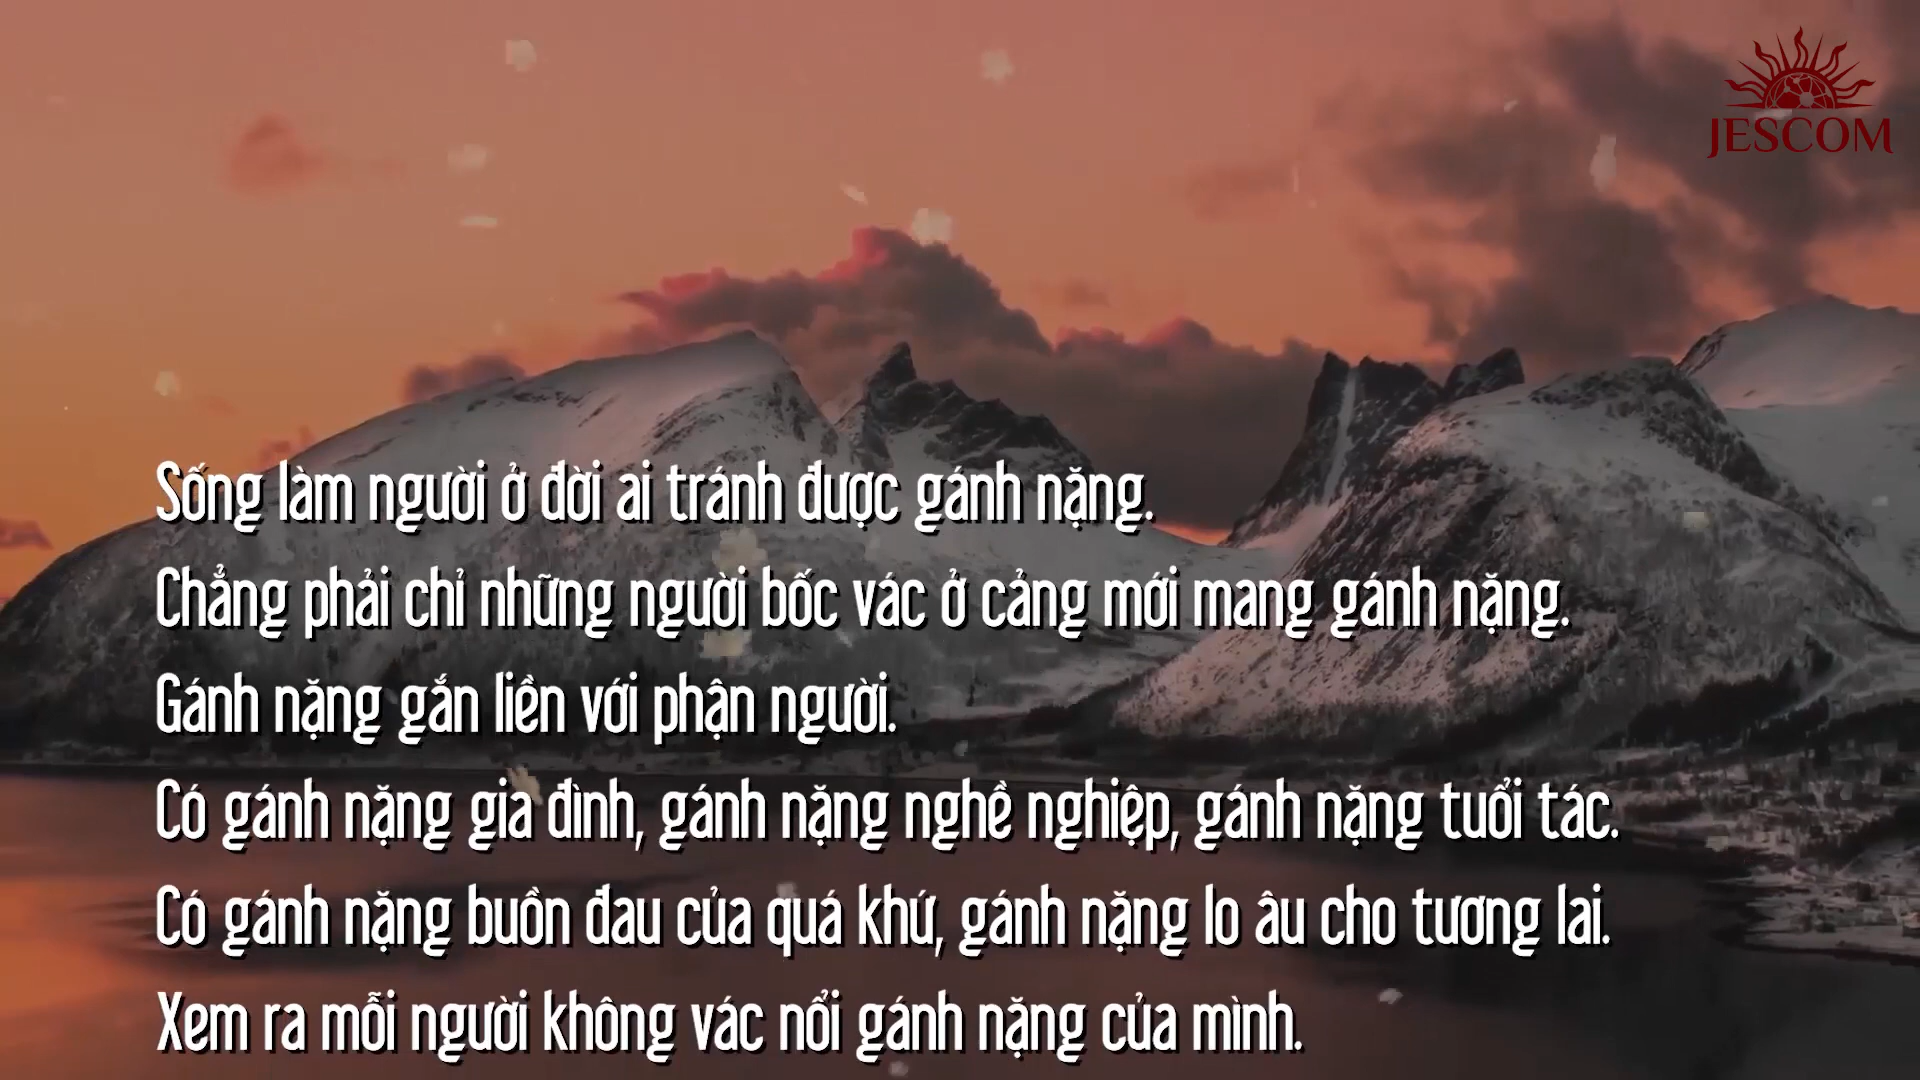 JESCOM
Sống làm người ở đời ai tránh được gánh nặng.
Chẳng phải chỉ những người bốc vác ở cảng mới mang gánh nặng.
Gánh nặng gắn liền với phận người.
Có gánh nặng gia đình, gánh nặng nghề nghiệp, gánh nặng tuổi tác.
Có gánh nặng buồn đau của quá khứ, gánh nặng lo âu cho tương lai.
Xem ra mỗi người không vác nổi gánh nặng của mình.